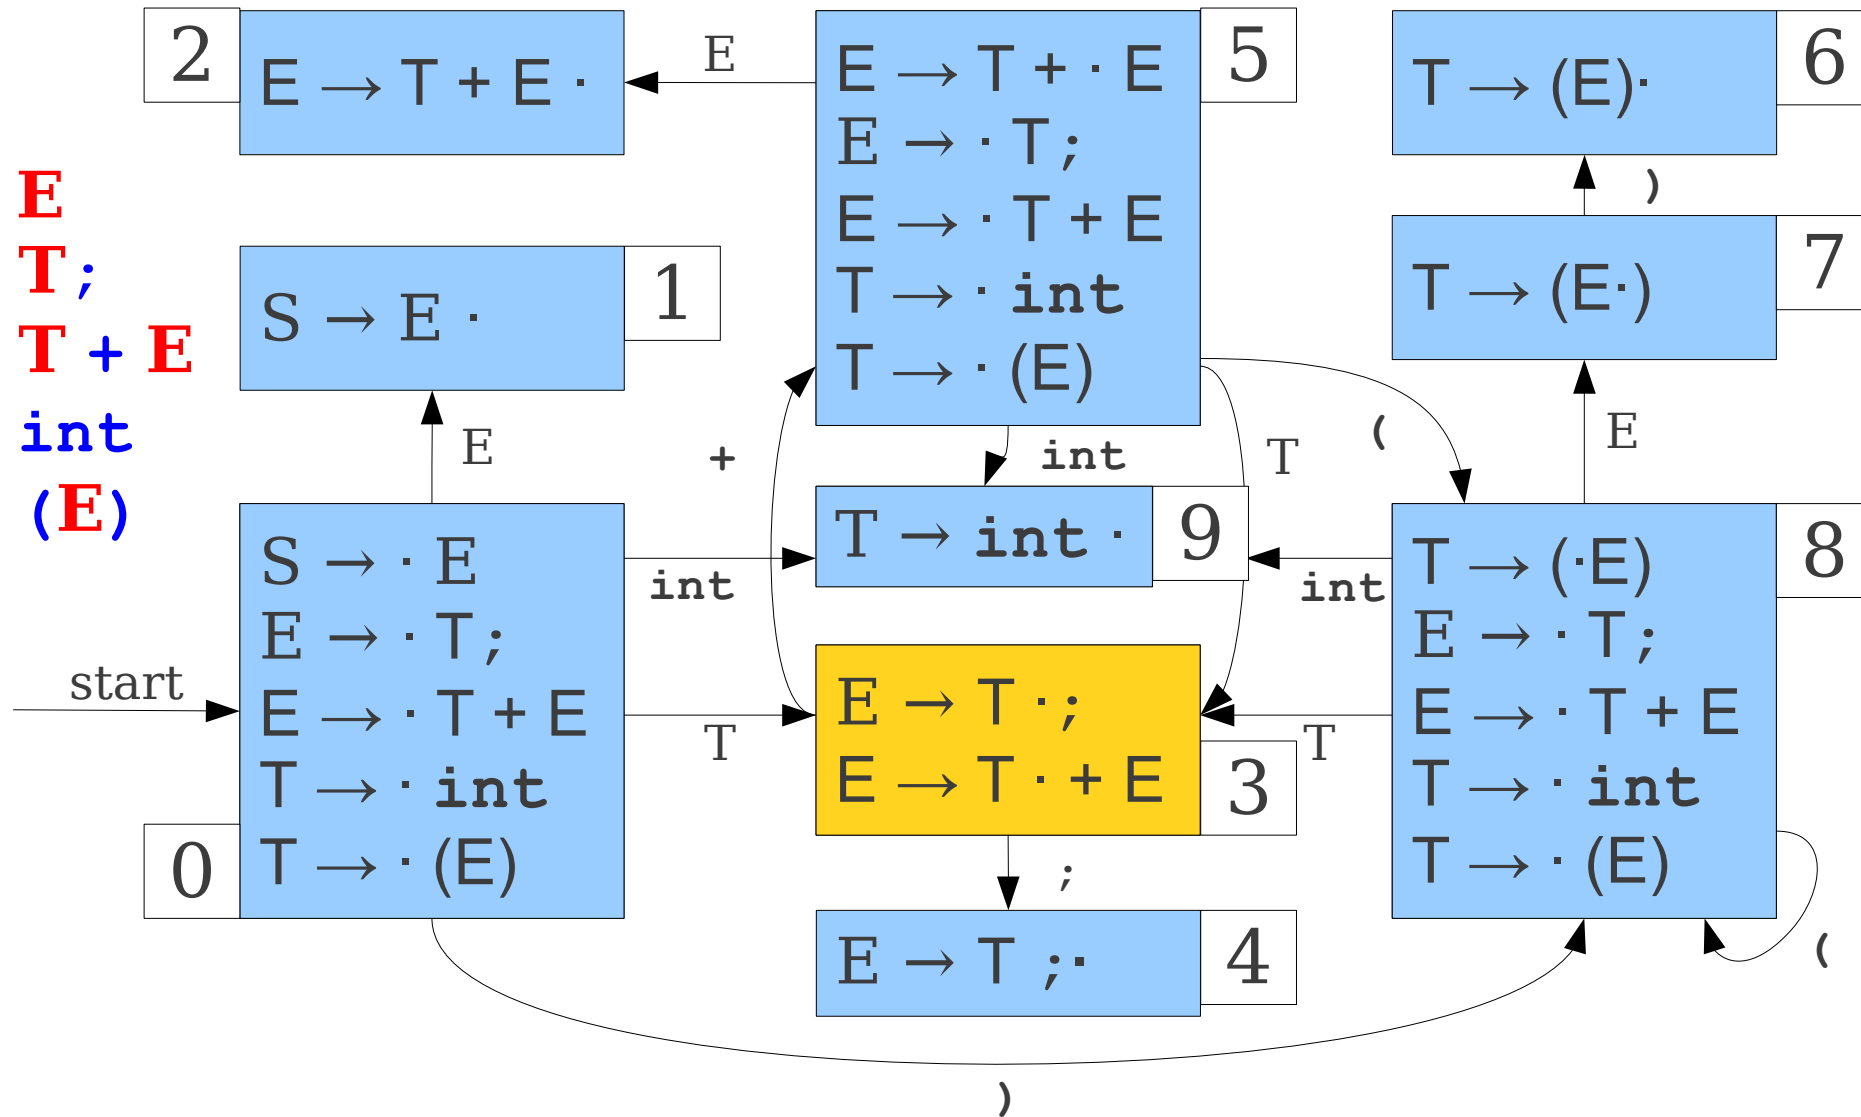 2
E → T + E ·
E
5
E → T + · E
E → · T ;
E → · T + E
T → · int
T → · (E)
6
T → (E)·
)
7
T → (E·)
E
T ;
T + E
int
(E)
1
S → E ·
E
+
int
T
(
E
0
S → · E
E → · T ;
E → · T + E
T → · int
T → · (E)
start
int
T
T → int ·
9
int
T
E → T · ;
E → T · + E
3
;
E → T ;·
4
8
T → (·E)
E → · T ;
E → · T + E
T → · int
T → · (E)
(
)